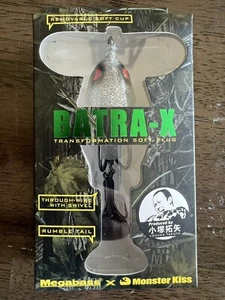 REMOVABLE SOFT CUP
BATRA-X
TRANSFORMATION SOFT PLUG
THROUGH-WIRE
WITH SWIVEL
Produced by
小塚拓矢
RUMBLE TAIL
Megabass × Monster Kiss